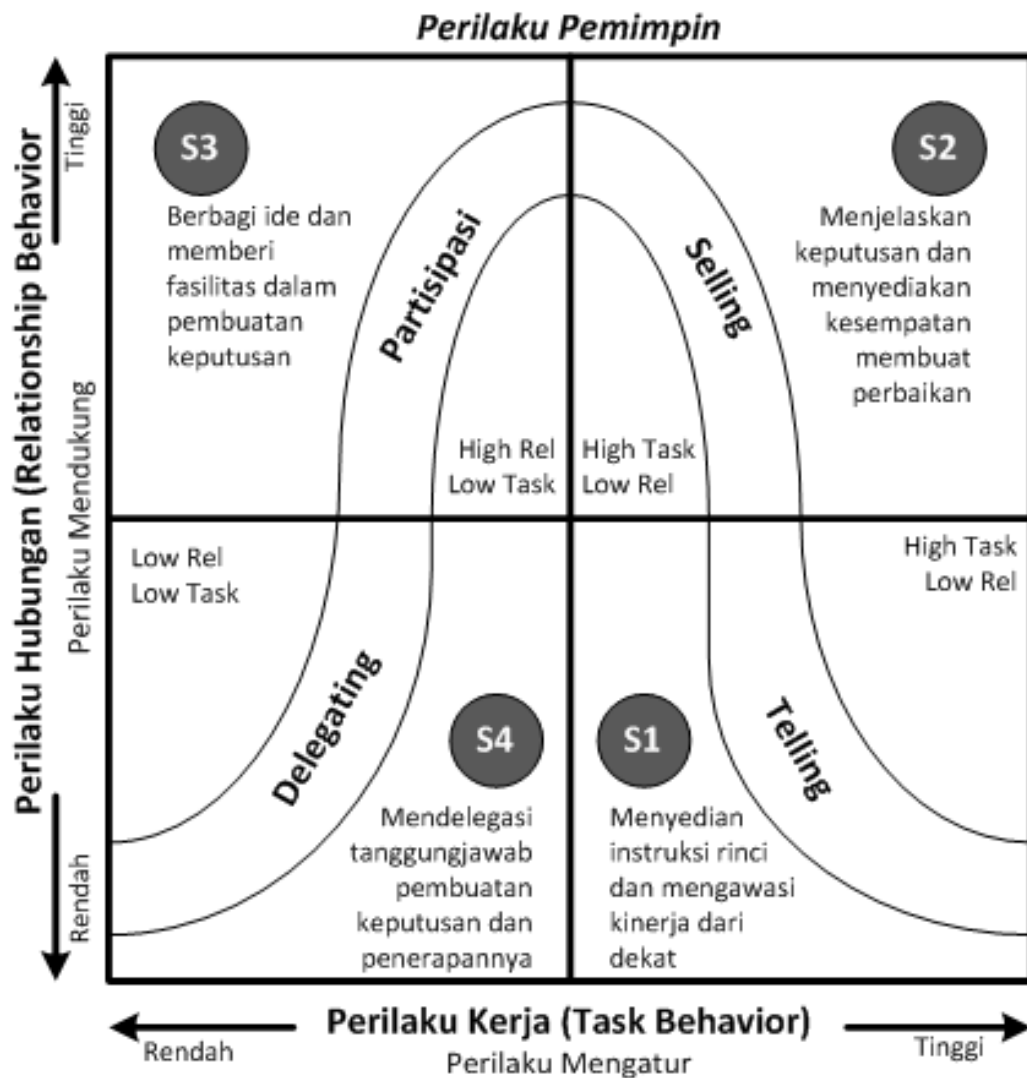 Perilaku Pemimpin
Perilaku Hubungan (Relationship Behavior
Perilaku Mendukung
Tinggi
Rendah
S3
Berbagi ide dan
memberi
fasilitas dalam
pembuatan
keputusan
Partisipasi
High Rel
Low Task
S2
Menjelaskan
keputusan dan
menyediakan
kesempatan
membuat
perbaikan
Selling
High Task
Low Rel
Low Rel
Low Task
Delegating
S4
Mendelegasi
tanggungjawab
pembuatan
keputusan dan
penerapannya
High Task
Low Rel
Telling
S1
Menyedian
instruksi rinci
dan mengawasi
kinerja dari
dekat
Perilaku Kerja (Task Behavior)
Rendah
Perilaku Mengatur
Tinggi